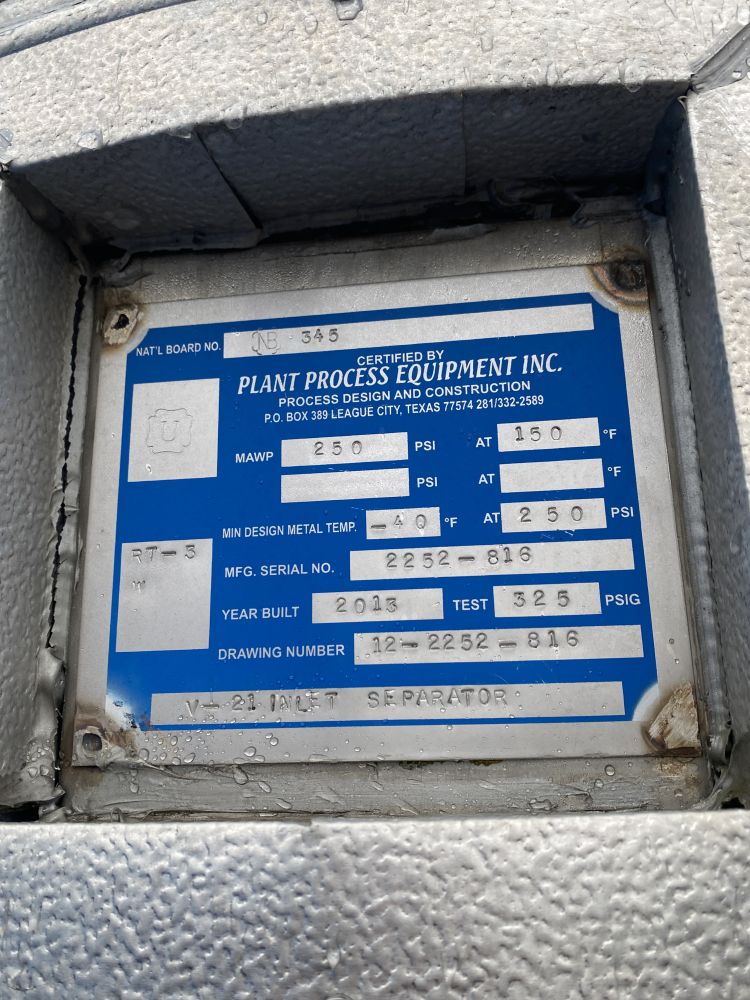 NAT'L BOARD NO. NB 345
CERTIFIED BY
PLANT PROCESS EQUIPMENT INC.
PROCESS DESIGN AND CONSTRUCTION
P.O. BOX 389 LEAGUE CITY, TEXAS 77574 281/332-2589
U
MAWP 250 PSI AT 150 °F
PSI AT °F
MIN DESIGN METAL TEMP. -40 °F AT 250 PSI
RT-3
W
MFG. SERIAL NO. 2252-816
YEAR BUILT 2013 TEST 325 PSIG
DRAWING NUMBER 12-2252-816
V-21 INLET SEPARATOR